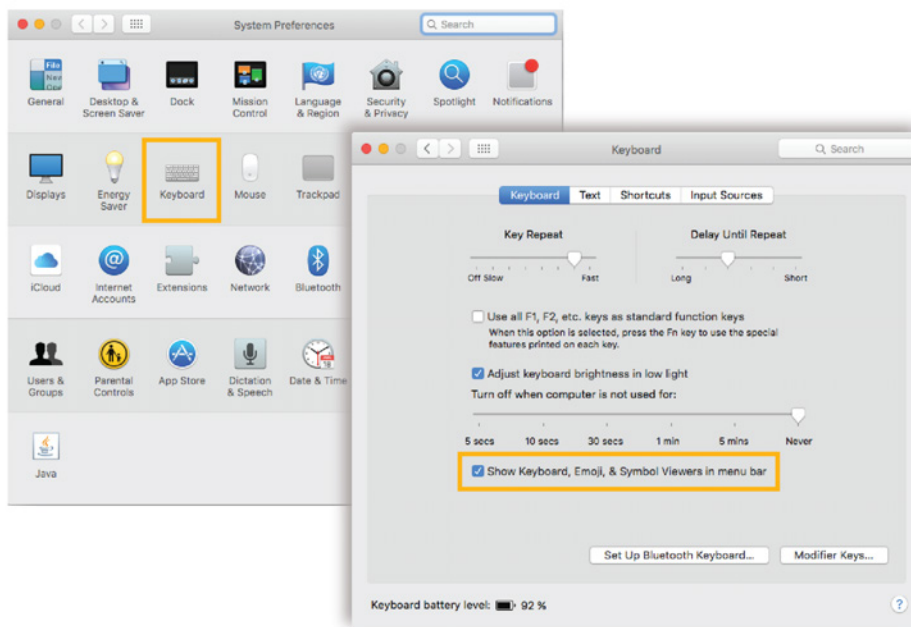 System Preferences
Search
General
Desktop &
Screen Saver
Dock
Mission
Control
Language
& Region
Security
& Privacy
Spotlight
Notifications
Displays
Energy
Saver
Keyboard
Mouse
Trackpad
iCloud
Internet
Accounts
Extensions
Network
Bluetooth
Users &
Groups
Parental
Controls
App Store
Dictation
& Speech
Date & Time
Java
Keyboard
Search
Keyboard Text Shortcuts Input Sources
Key Repeat
Delay Until Repeat
Off Slow Fast
Long Short
Use all F1, F2, etc. keys as standard function keys
When this option is selected, press the Fn key to use the special
features printed on each key.
Adjust keyboard brightness in low light
Turn off when computer is not used for:
5 secs 10 secs 30 secs 1 min 5 mins Never
Show Keyboard, Emoji, & Symbol Viewers in menu bar
Set Up Bluetooth Keyboard...
Modifier Keys...
Keyboard battery level: 92 %
?